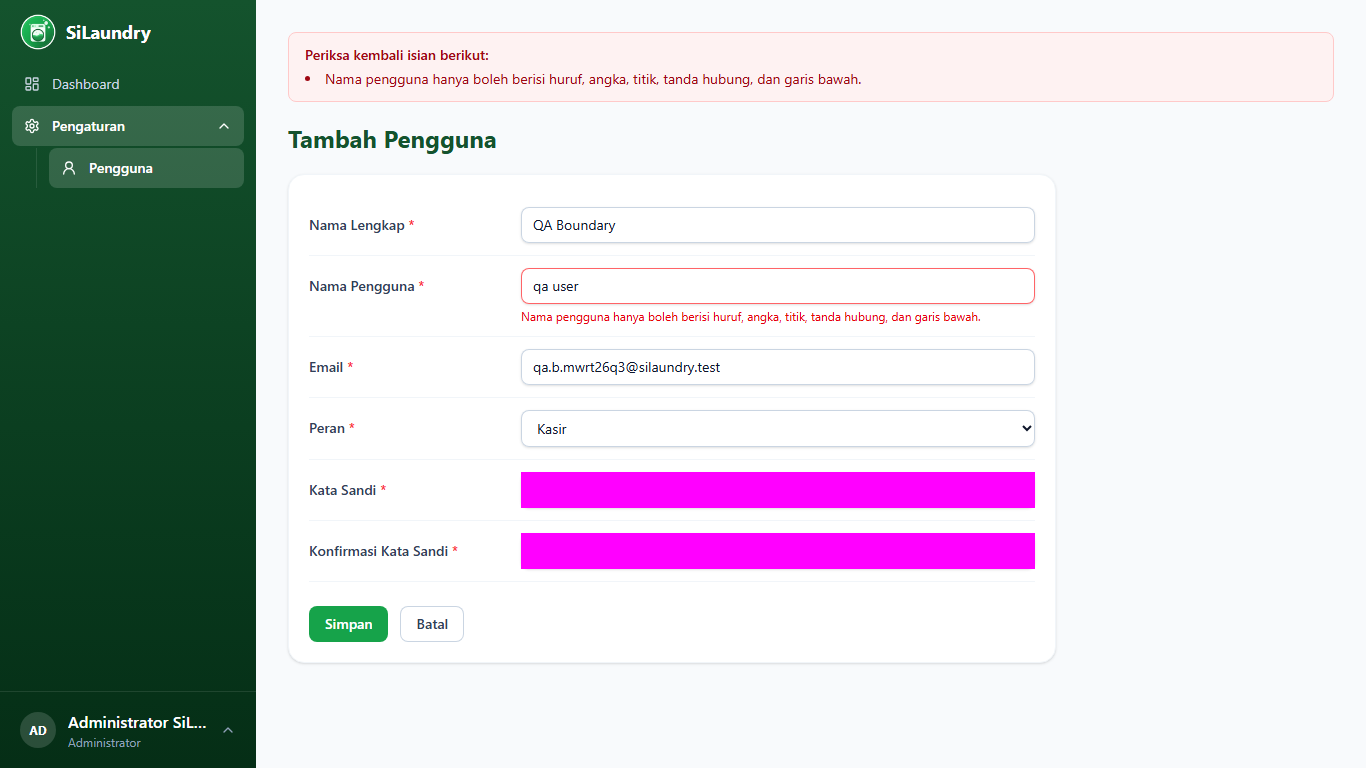 SiLaundry
Dashboard
Pengaturan
Pengguna
AD
Administrator SiL...
Administrator
Periksa kembali isian berikut:
• Nama pengguna hanya boleh berisi huruf, angka, titik, tanda hubung, dan garis bawah.
Tambah Pengguna
Nama Lengkap * QA Boundary
Nama Pengguna * qa user
Nama pengguna hanya boleh berisi huruf, angka, titik, tanda hubung, dan garis bawah.
Email * qa.b.mwrt26q3@silaundry.test
Peran * Kasir
Kata Sandi *
Konfirmasi Kata Sandi *
Simpan Batal